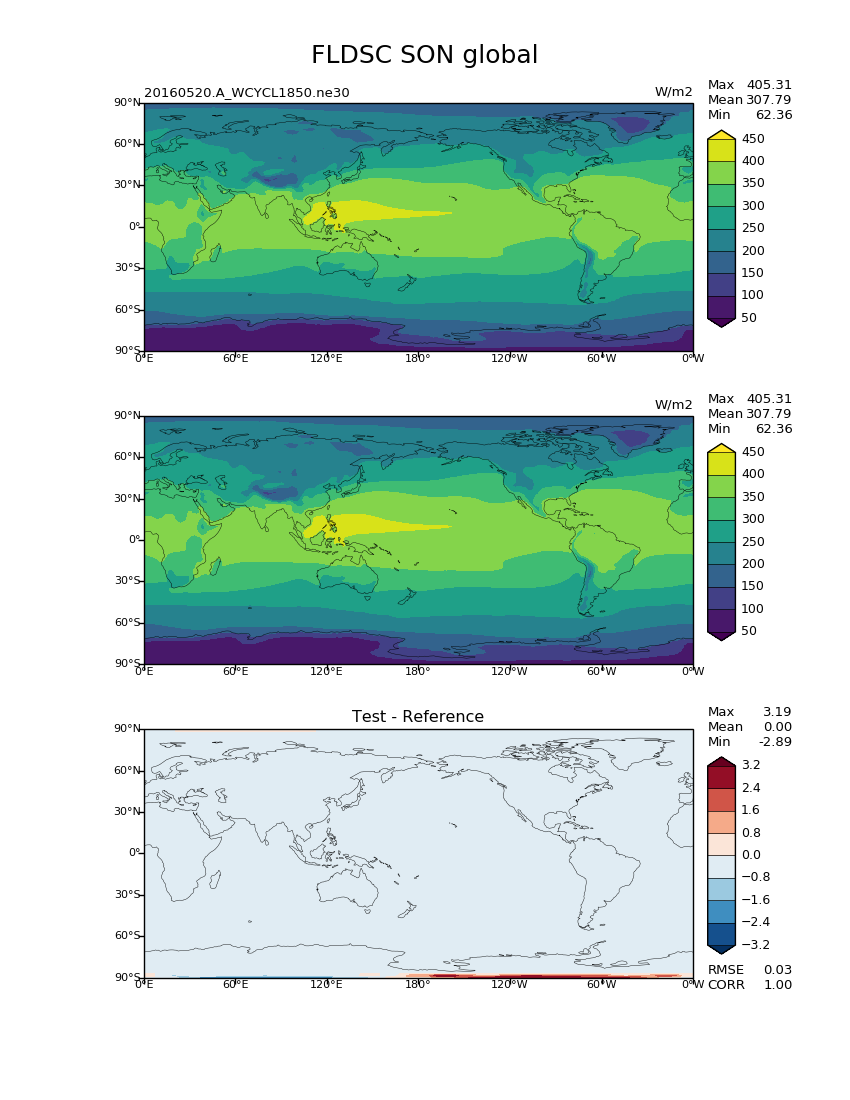 FLDSC SON global
20160520.A_WCYCL1850.ne30
W/m2
Max 405.31
Mean 307.79
Min 62.36
90°N
60°N
30°N
0°
30°S
60°S
90°S
0°E 60°E 120°E 180° 120°W 60°W 0°W
450
400
350
300
250
200
150
100
50
W/m2
Max 405.31
Mean 307.79
Min 62.36
90°N
60°N
30°N
0°
30°S
60°S
90°S
0°E 60°E 120°E 180° 120°W 60°W 0°W
450
400
350
300
250
200
150
100
50
Test - Reference
Max 3.19
Mean 0.00
Min -2.89
90°N
60°N
30°N
0°
30°S
60°S
90°S
0°E 60°E 120°E 180° 120°W 60°W 0°W
3.2
2.4
1.6
0.8
0.0
−0.8
−1.6
−2.4
−3.2
RMSE 0.03
CORR 1.00